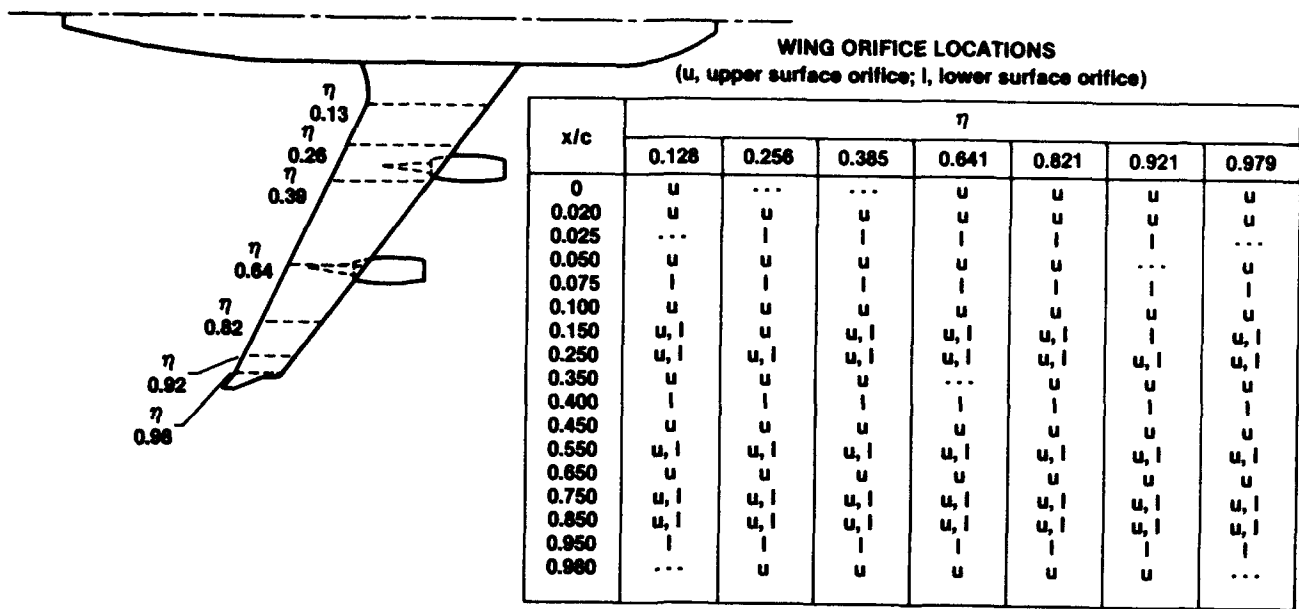 WING ORIFICE LOCATIONS
(u, upper surface orifice; l, lower surface orifice)
η
0.13
η
0.26
η
0.39
η
0.64
η
0.82
η
0.92
η
0.98
x/c η
0.128 0.256 0.385 0.641 0.821 0.921 0.979
0 u ... ... u u u u
0.020 u u u u u u u
0.025 ... l l l l l ...
0.050 u u u u u ... u
0.075 l l l l l l l
0.100 u u u u u u u
0.150 u, l u u, l u, l u, l l u, l
0.250 u, l u, l u, l u, l u, l u, l u, l
0.350 u u u ... u u u
0.400 l l l l l l l
0.450 u u u u u u u
0.550 u, l u, l u, l u, l u, l u, l u, l
0.650 u u u u u u u
0.750 u, l u, l u, l u, l u, l u, l u, l
0.850 u, l u, l u, l u, l u, l u, l u, l
0.950 l l l l l l l
0.980 ... u u u u u ...